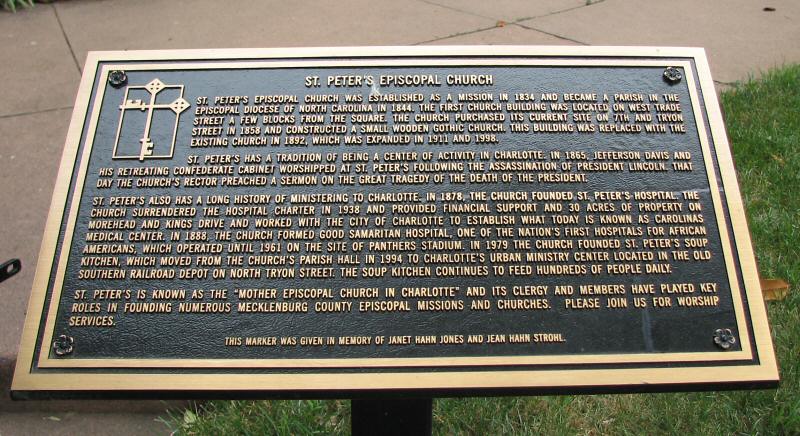 ST. PETER'S EPISCOPAL CHURCH
ST. PETER'S EPISCOPAL CHURCH WAS ESTABLISHED AS A MISSION IN 1834 AND BECAME A PARISH IN THE
EPISCOPAL DIOCESE OF NORTH CAROLINA IN 1844. THE FIRST CHURCH BUILDING WAS LOCATED ON WEST TRADE
STREET A FEW BLOCKS FROM THE SQUARE. THE CHURCH PURCHASED ITS CURRENT SITE ON 7TH AND TRYON
STREET IN 1858 AND CONSTRUCTED A SMALL WOODEN GOTHIC CHURCH. THIS BUILDING WAS REPLACED WITH THE
EXISTING CHURCH IN 1892, WHICH WAS EXPANDED IN 1911 AND 1998.
ST. PETER'S HAS A TRADITION OF BEING A CENTER OF ACTIVITY IN CHARLOTTE. IN 1865, JEFFERSON DAVIS AND
HIS RETREATING CONFEDERATE CABINET WORSHIPPED AT ST. PETER'S FOLLOWING THE ASSASSINATION OF PRESIDENT LINCOLN. THAT
DAY THE CHURCH'S RECTOR PREACHED A SERMON ON THE GREAT TRAGEDY OF THE DEATH OF THE PRESIDENT.
ST. PETER'S ALSO HAS A LONG HISTORY OF MINISTERING TO CHARLOTTE. IN 1878, THE CHURCH FOUNDED ST. PETER'S HOSPITAL. THE
CHURCH SURRENDERED THE HOSPITAL CHARTER IN 1938 AND PROVIDED FINANCIAL SUPPORT AND 30 ACRES OF PROPERTY ON
MOREHEAD AND KINGS DRIVE AND WORKED WITH THE CITY OF CHARLOTTE TO ESTABLISH WHAT TODAY IS KNOWN AS CAROLINAS
MEDICAL CENTER. IN 1888, THE CHURCH FORMED GOOD SAMARITAN HOSPITAL, ONE OF THE NATION'S FIRST HOSPITALS FOR AFRICAN
AMERICANS, WHICH OPERATED UNTIL 1961 ON THE SITE OF PANTHERS STADIUM. IN 1979 THE CHURCH FOUNDED ST. PETER'S SOUP
KITCHEN, WHICH MOVED FROM THE CHURCH'S PARISH HALL IN 1994 TO CHARLOTTE'S URBAN MINISTRY CENTER LOCATED IN THE OLD
SOUTHERN RAILROAD DEPOT ON NORTH TRYON STREET. THE SOUP KITCHEN CONTINUES TO FEED HUNDREDS OF PEOPLE DAILY.
ST. PETER'S IS KNOWN AS THE "MOTHER EPISCOPAL CHURCH IN CHARLOTTE" AND ITS CLERGY AND MEMBERS HAVE PLAYED KEY
ROLES IN FOUNDING NUMEROUS MECKLENBURG COUNTY EPISCOPAL MISSIONS AND CHURCHES. PLEASE JOIN US FOR WORSHIP
SERVICES.
THIS MARKER WAS GIVEN IN MEMORY OF JANET HAHN JONES AND JEAN HAHN STROHL.